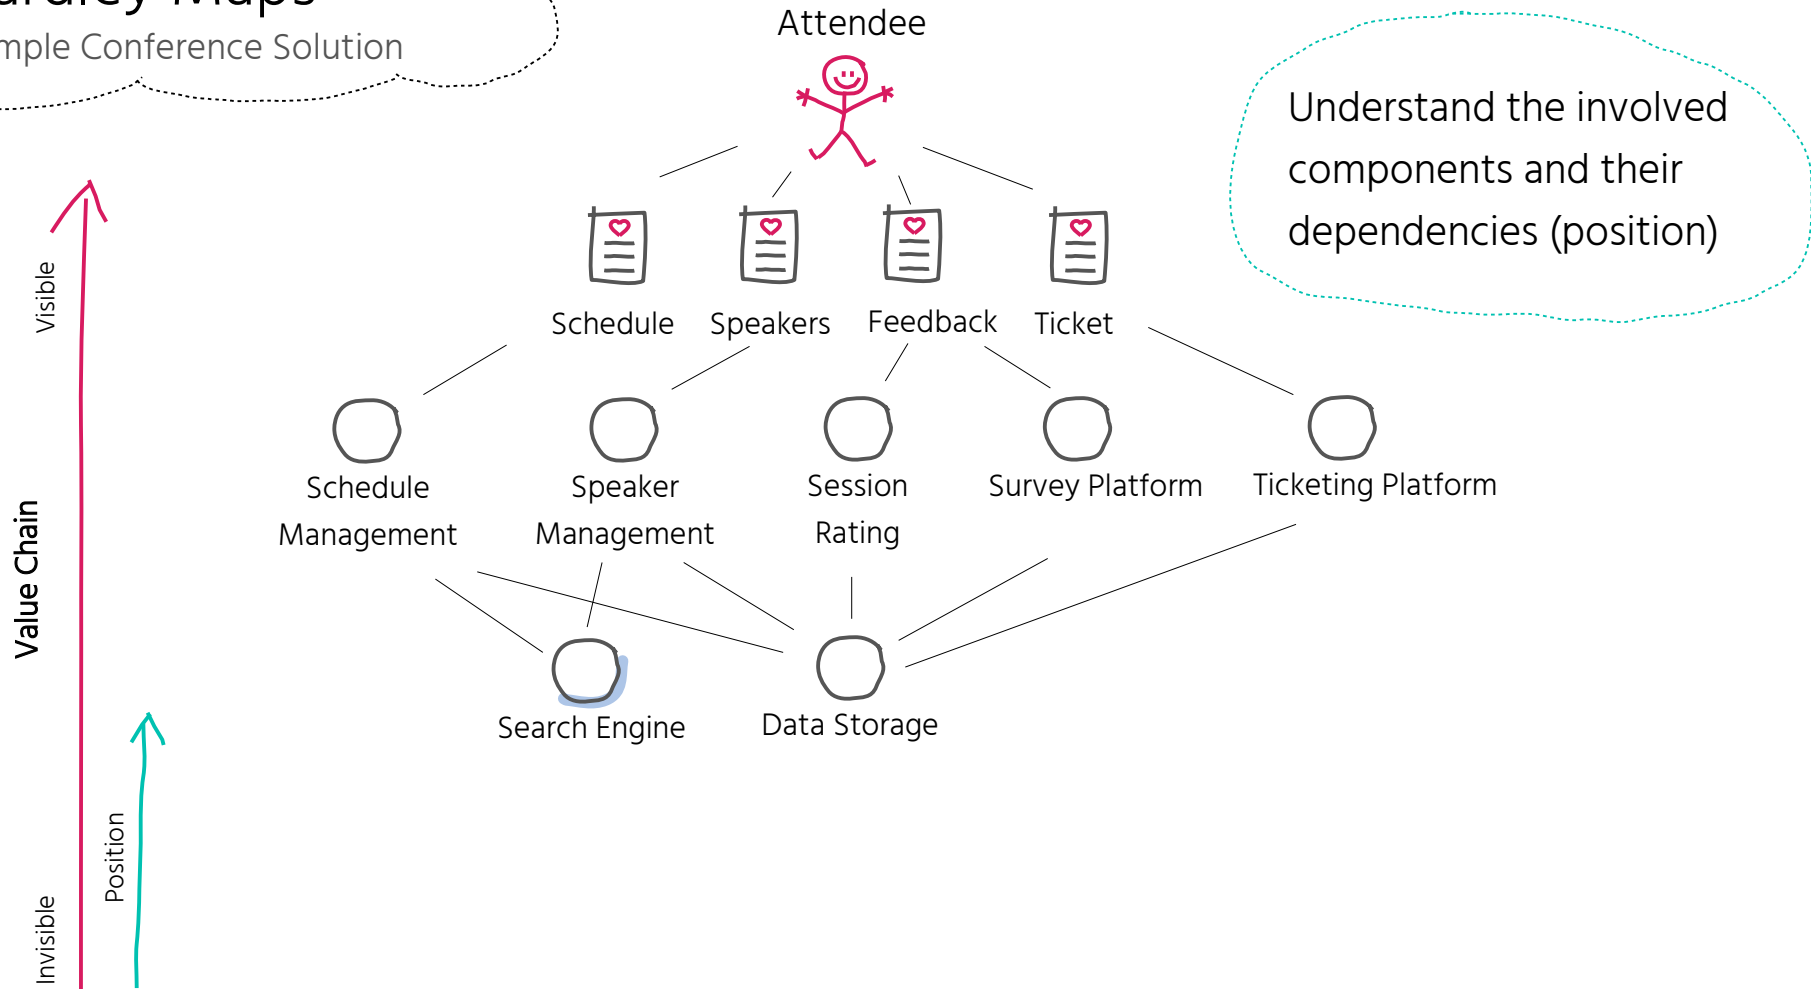 Conference Solution
Attendee
Understand the involved
components and their
dependencies (position)
Visible
Schedule
Speakers
Feedback
Ticket
Schedule
Management
Speaker
Management
Session
Rating
Survey Platform
Ticketing Platform
Value Chain
Search Engine
Data Storage
Position
Invisible